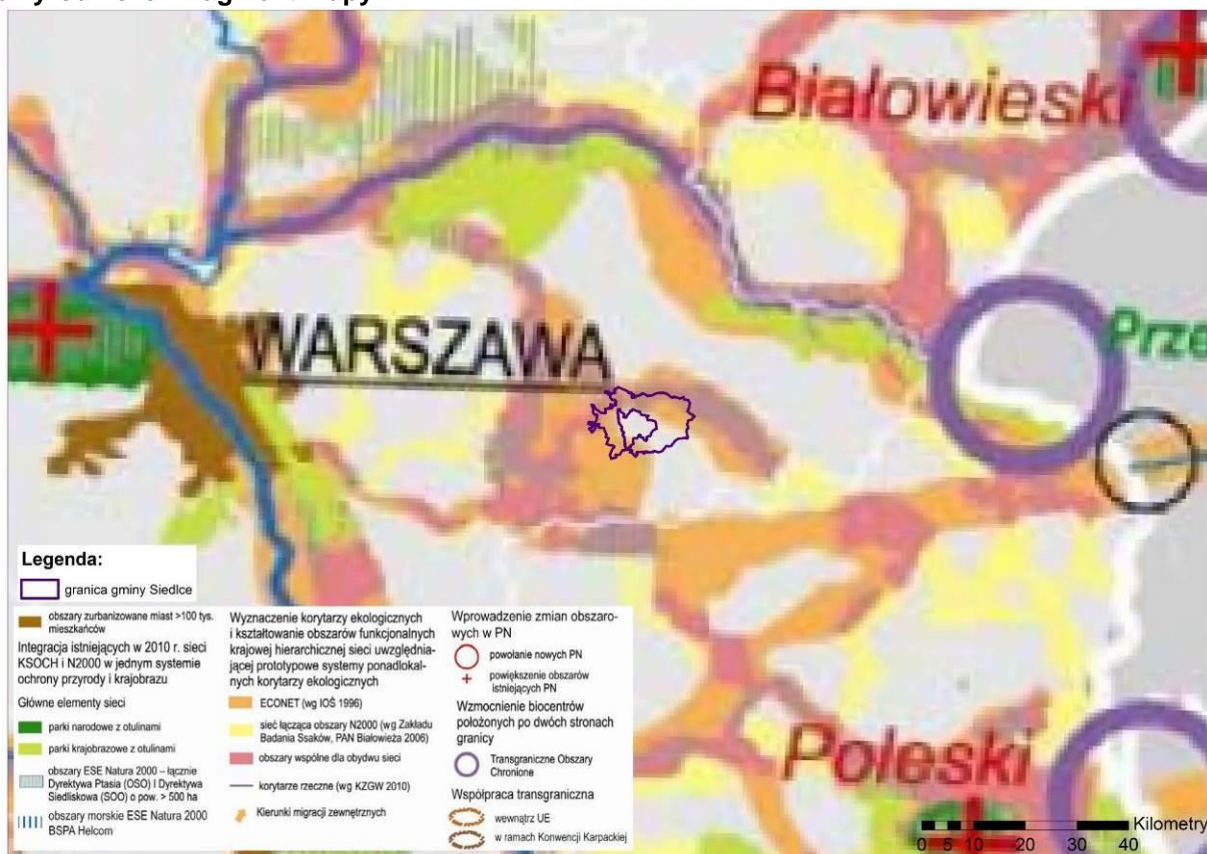 Białowieski
WARSZAWA
Prze
Poleski
Legenda:
granica gminy Siedlce
obszary zurbanizowane miast >100 tys.
mieszkańców
Integracja istniejących w 2010 r. sieci
KSOCH i N2000 w jednym systemie
ochrony przyrody i krajobrazu
Główne elementy sieci
parki narodowe z otulinami
parki krajobrazowe z otulinami
obszary ESE Natura 2000 – łącznie
Dyrektywa Ptasia (OSO) I Dyrektywa
Siedliskowa (SOO) o pow. > 500 ha
obszary morskie ESE Natura 2000
BSPA Helcom
Wyznaczenie korytarzy ekologicznych
i kształtowanie obszarów funkcjonalnych
krajowej hierarchicznej sieci uwzględnia-
jącej prototypowe systemy ponadlokal-
nych korytarzy ekologicznych
ECONET (wg IOŚ 1996)
sieć łącząca obszary N2000 (wg Zakładu
Badania Ssaków, PAN Białowieża 2006)
obszary wspólne dla obydwu sieci
korytarze rzeczne (wg KZGW 2010)
Kierunki migracji zewnętrznych
Wprowadzenie zmian obszaro-
wych w PN
powołanie nowych PN
powiększenie obszarów
istniejących PN
Wzmocnienie biocentrów
położonych po dwóch stronach
granicy
Transgraniczne Obszary
Chronione
Współpraca transgraniczna
wewnątrz UE
w ramach Konwencji Karpackiej
Kilometry
0 5 10 20 30 40